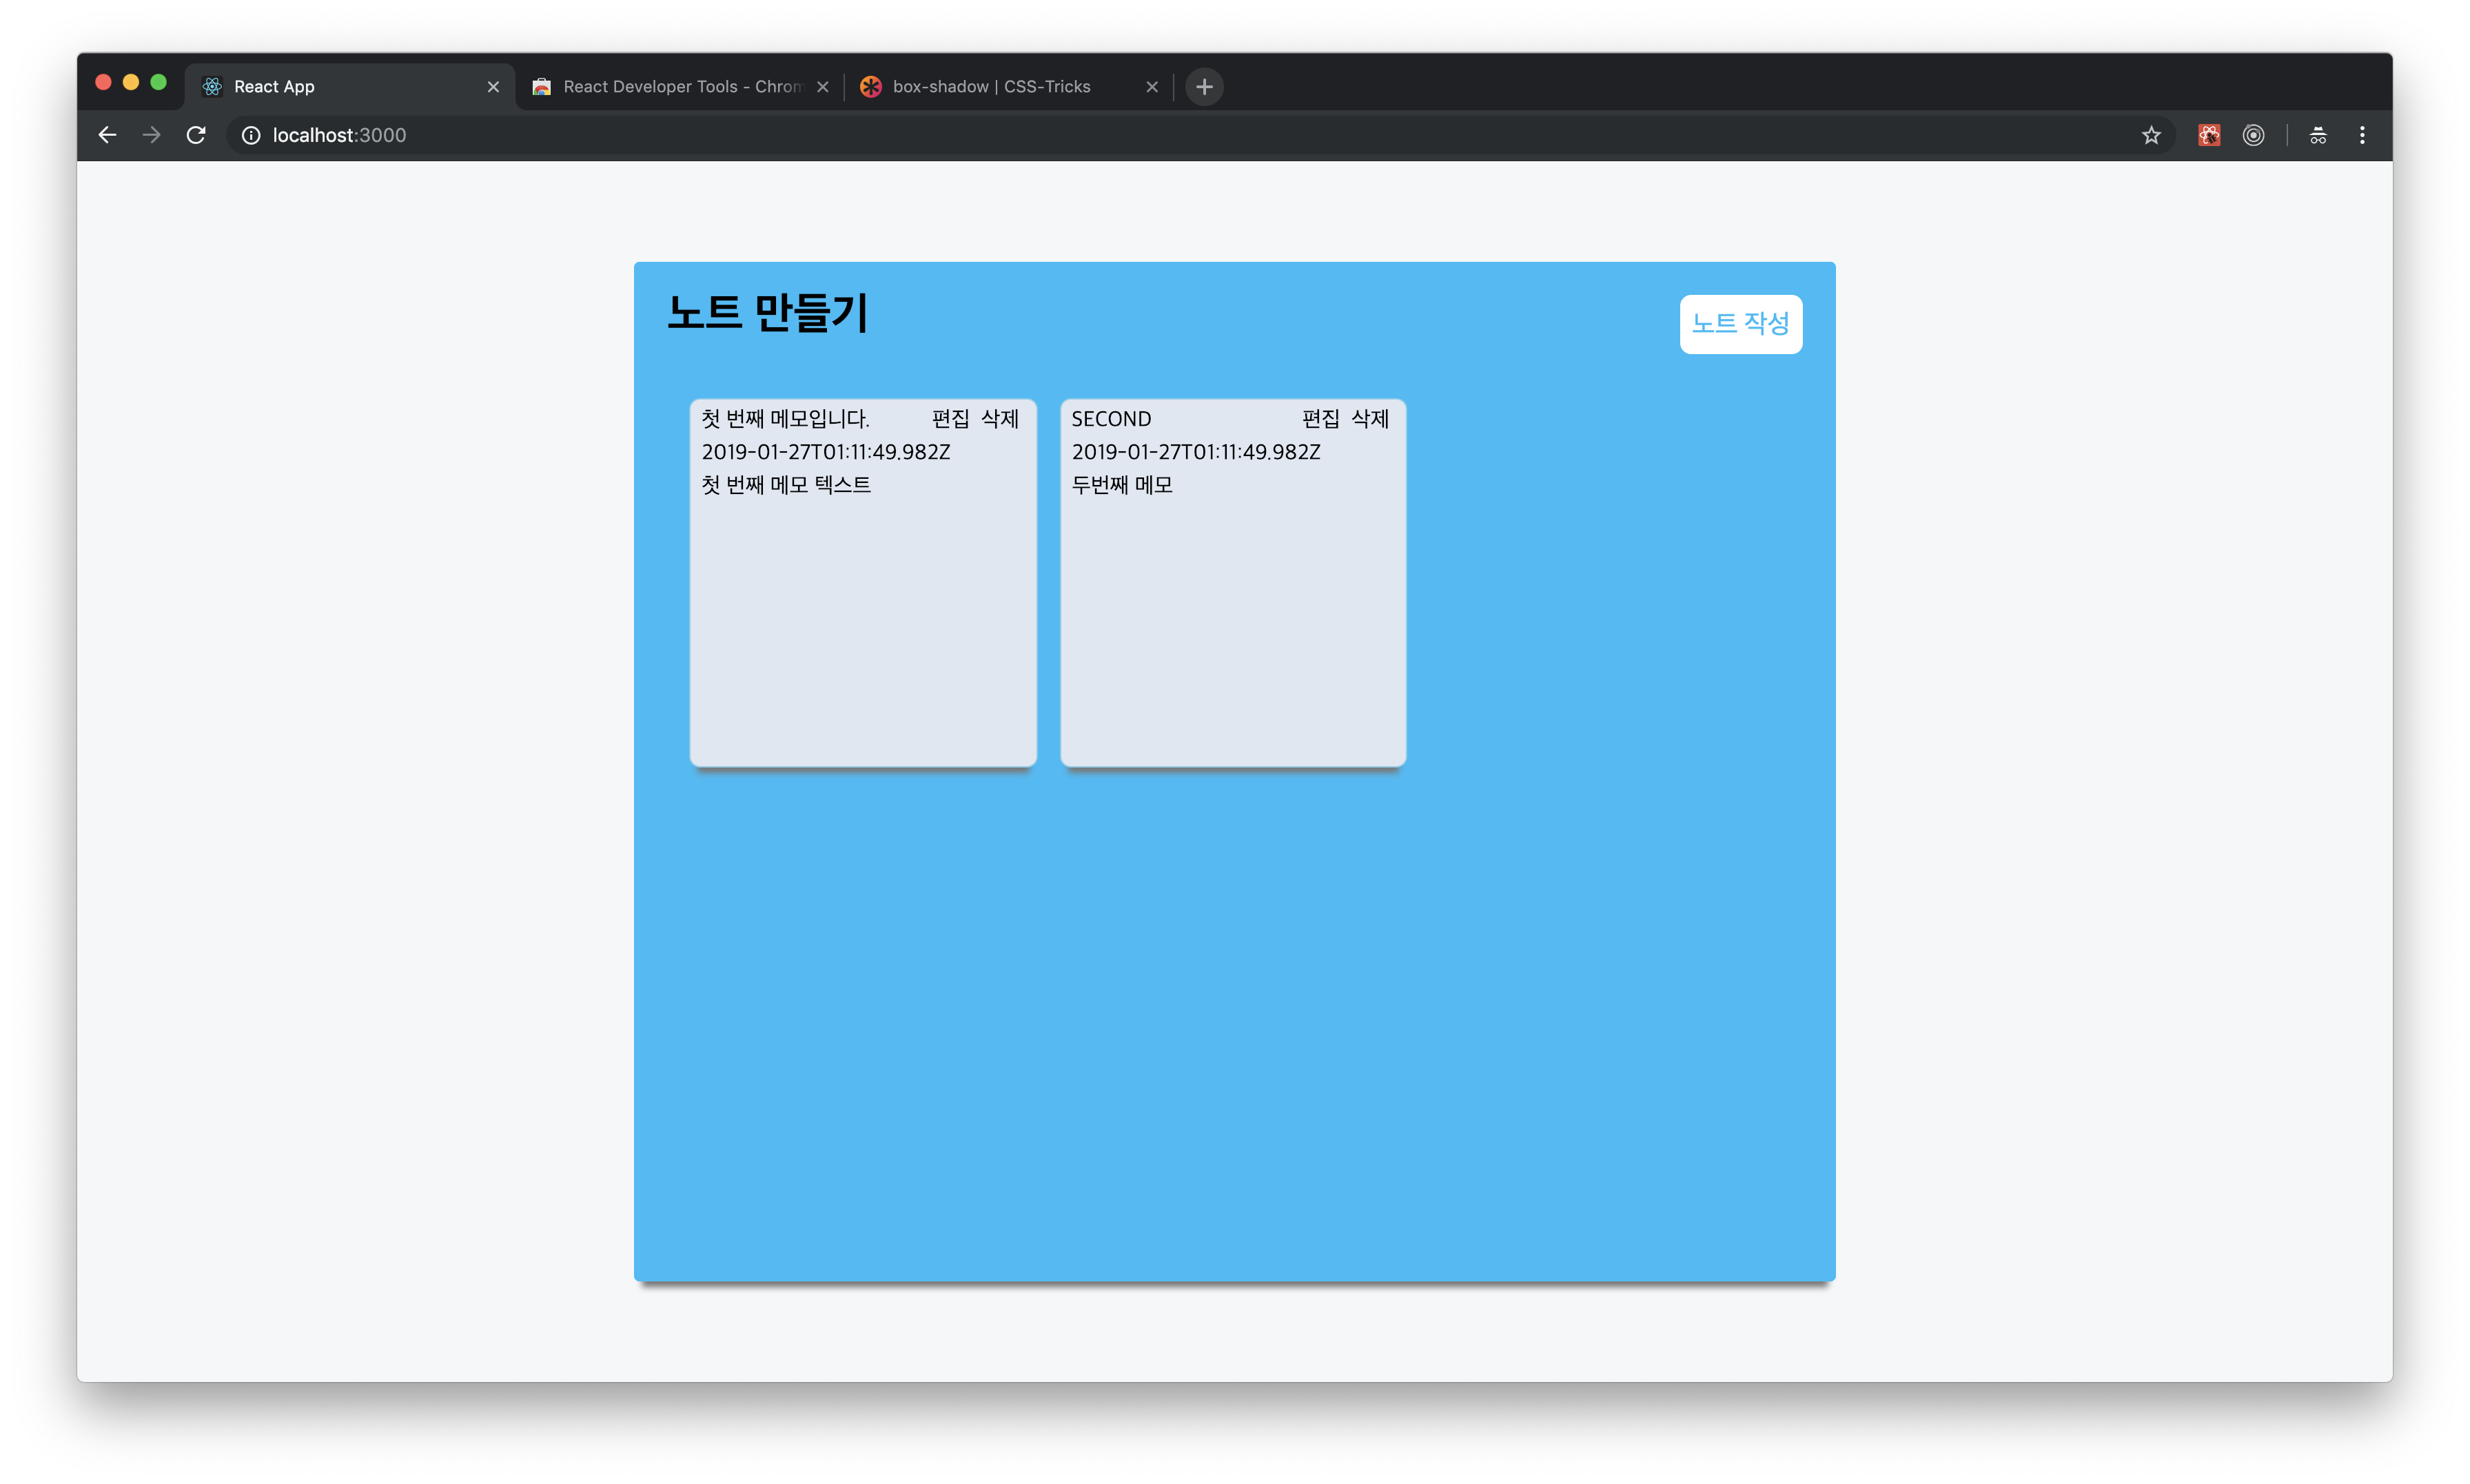 React App
React Developer Tools - Chrom
box-shadow | CSS-Tricks
localhost:3000
노트 만들기
노트 작성
첫 번째 메모입니다. 편집 삭제
2019-01-27T01:11:49.982Z
첫 번째 메모 텍스트
SECOND 편집 삭제
2019-01-27T01:11:49.982Z
두번째 메모